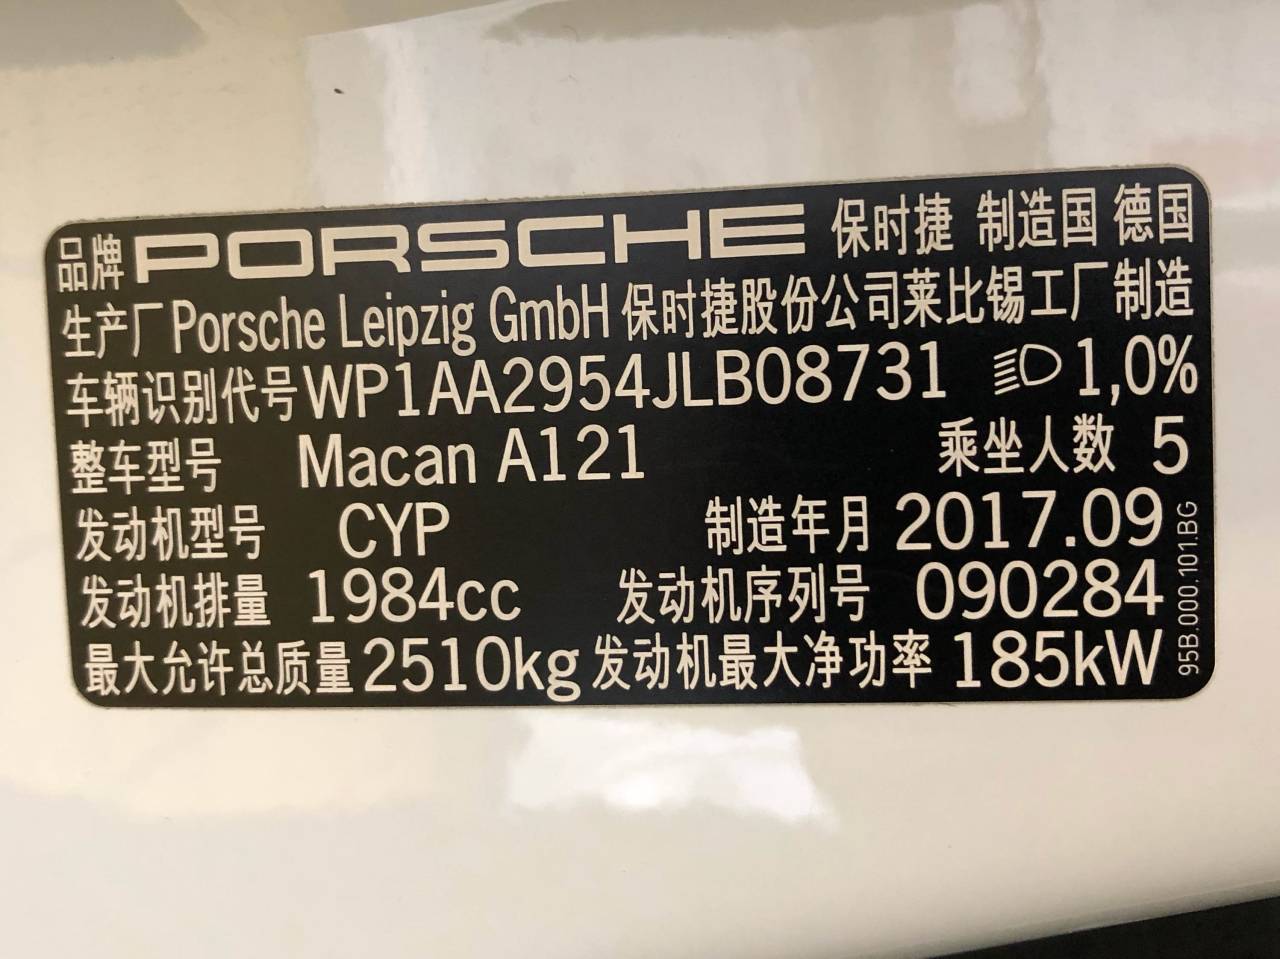 品牌 PORSCHE 保时捷 制造国 德国
生产厂 Porsche Leipzig GmbH 保时捷股份公司莱比锡工厂制造
车辆识别代号 WP1AA2954JLB08731 1,0%
整车型号 Macan A121 乘坐人数 5
发动机型号 CYP 制造年月 2017.09
发动机排量 1984cc 发动机序列号 090284
最大允许总质量 2510kg 发动机最大净功率 185kW
95B.000.101.BG